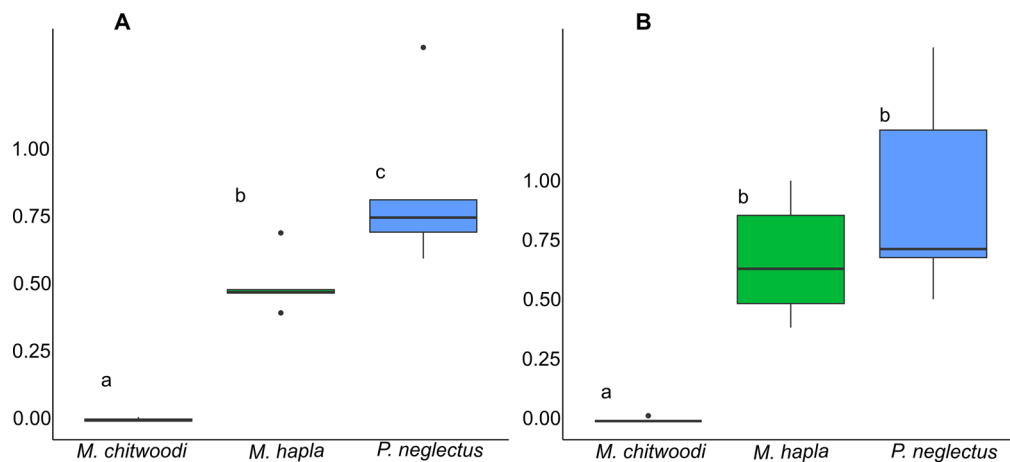 A
1.00
0.75
0.50
0.25
0.00
a
b
c
M. chitwoodi
M. hapla
P. neglectus
B
1.00
0.75
0.50
0.25
0.00
a
b
b
M. chitwoodi
M. hapla
P. neglectus